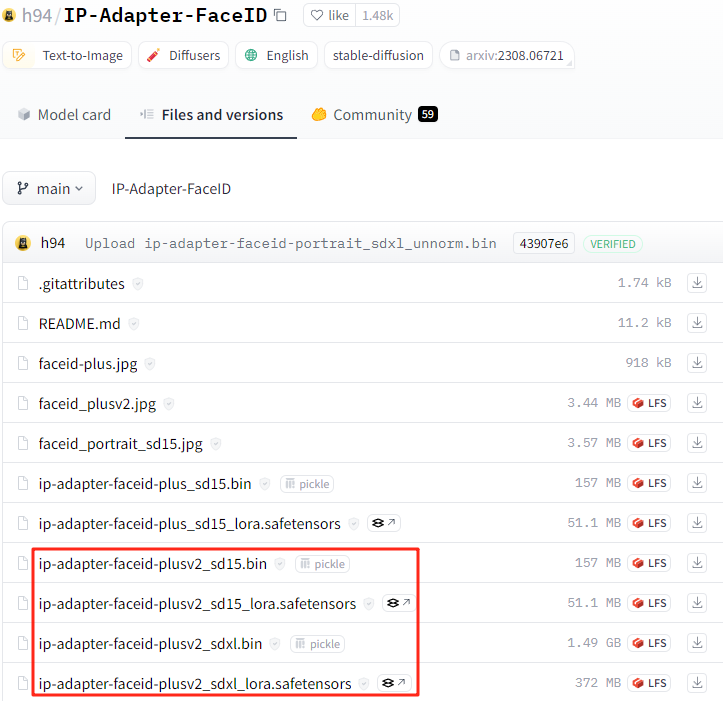 h94/IP-Adapter-FaceID like 1.48k
Text-to-Image Diffusers English stable-diffusion arxiv:2308.06721
Model card Files and versions Community 59
main IP-Adapter-FaceID
h94 Upload ip-adapter-faceid-portrait_sdxl_unnorm.bin 43907e6 VERIFIED
.gitattributes 1.74 kB
README.md 11.2 kB
faceid-plus.jpg 918 kB
faceid_plusv2.jpg 3.44 MB LFS
faceid_portrait_sd15.jpg 3.57 MB LFS
ip-adapter-faceid-plus_sd15.bin pickle 157 MB LFS
ip-adapter-faceid-plus_sd15_lora.safetensors 51.1 MB LFS
ip-adapter-faceid-plusv2_sd15.bin pickle 157 MB LFS
ip-adapter-faceid-plusv2_sd15_lora.safetensors 51.1 MB LFS
ip-adapter-faceid-plusv2_sdxl.bin pickle 1.49 GB LFS
ip-adapter-faceid-plusv2_sdxl_lora.safetensors 372 MB LFS